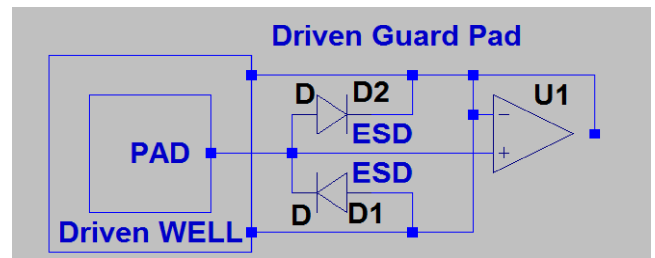 Driven Guard Pad
D D2
U1
ESD
-
PAD
+
ESD
D D1
Driven WELL